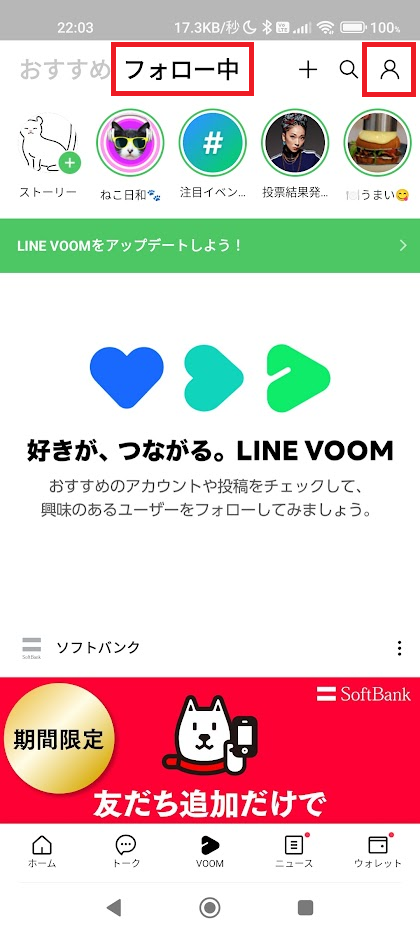 22:03
17.3KB/秒
100%
おすすめ フォロー中
ストーリー
ねこ日和🐾
#
注目イベン...
投票結果発...
🍽️うまい😋
LINE VOOMをアップデートしよう！
好きが、つながる。LINE VOOM
おすすめのアカウントや投稿をチェックして、
興味のあるユーザーをフォローしてみましょう。
SoftBank
ソフトバンク
SoftBank
期間限定
友だち追加だけで
ホーム
トーク
VOOM
ニュース
ウォレット